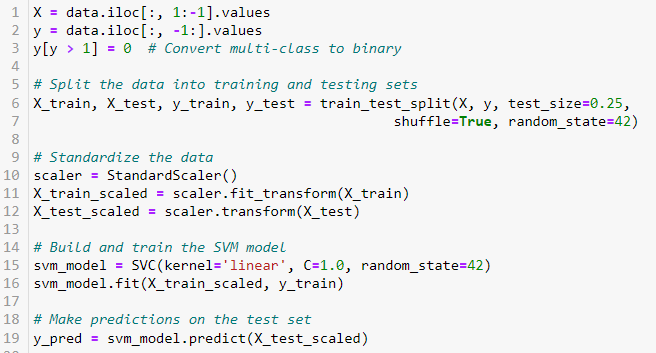 1 X = data.iloc[:, 1:-1].values
2 y = data.iloc[:, -1:].values
3 y[y > 1] = 0  # Convert multi-class to binary
4
5 # Split the data into training and testing sets
6 X_train, X_test, y_train, y_test = train_test_split(X, y, test_size=0.25,
7                                             shuffle=True, random_state=42)
8
9 # Standardize the data
10 scaler = StandardScaler()
11 X_train_scaled = scaler.fit_transform(X_train)
12 X_test_scaled = scaler.transform(X_test)
13
14 # Build and train the SVM model
15 svm_model = SVC(kernel='linear', C=1.0, random_state=42)
16 svm_model.fit(X_train_scaled, y_train)
17
18 # Make predictions on the test set
19 y_pred = svm_model.predict(X_test_scaled)